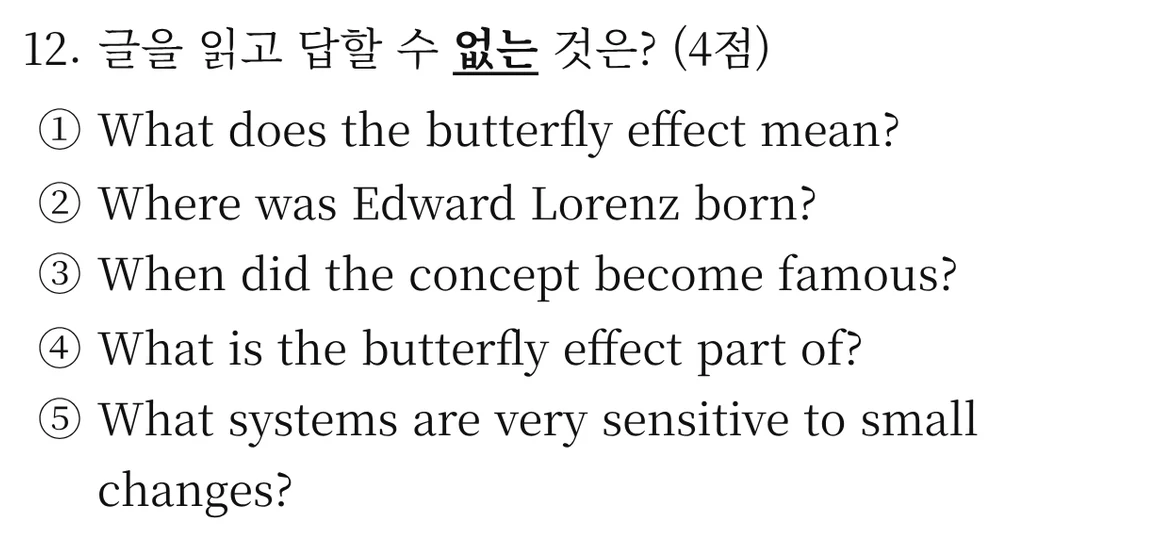 12. 글을 읽고 답할 수 없는 것은? (4점)
① What does the butterfly effect mean?
② Where was Edward Lorenz born?
③ When did the concept become famous?
④ What is the butterfly effect part of?
⑤ What systems are very sensitive to small
changes?